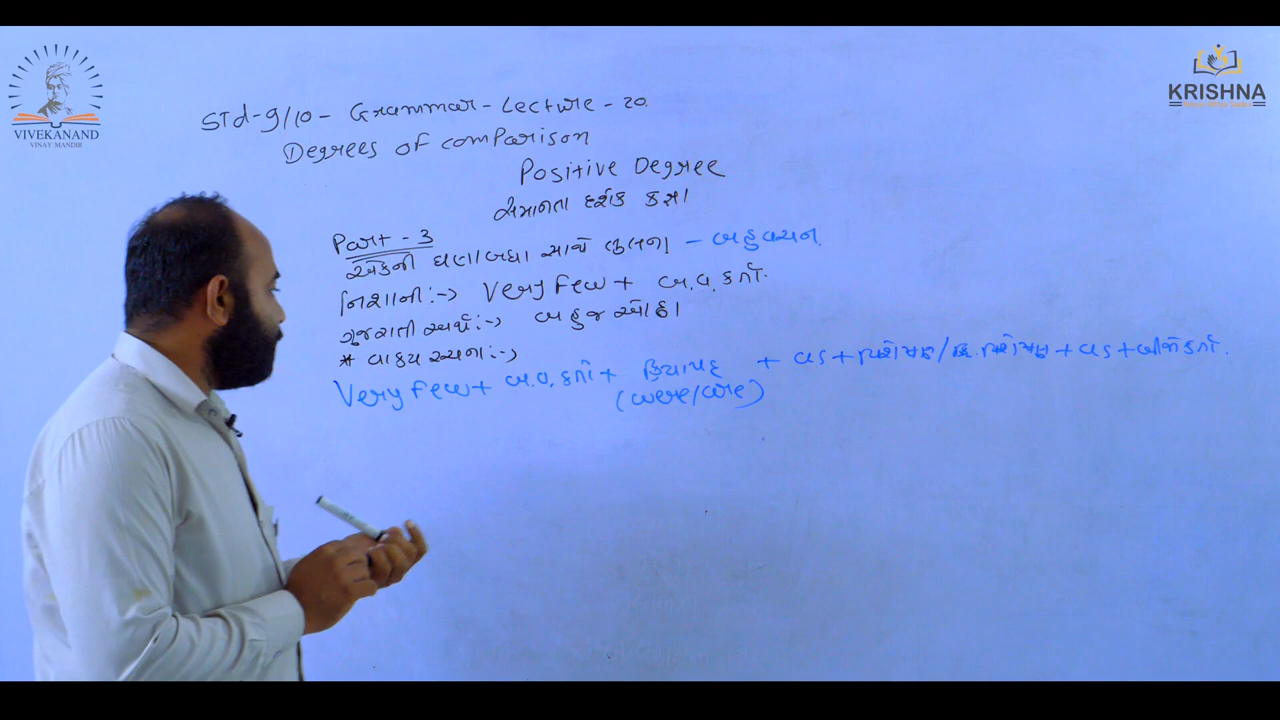 VIVEKANAND
VINAY MANDIR
KRISHNA
STd-9/10 - Grammar - Lecture - 20.
Degrees of comparison
Positive Degree
સમાનતા દર્શક કક્ષા
Part - 3
એકની ઘણા/બધા સાથે તુલના - બહુવચન.
નિશાની:-> Very Few + બ.વ. કર્તા.
ગુજરાતી અર્થ:-> બહુજ ઓછા
* વાક્ય રચના:->
Very Few + બ.વ. કર્તા + ક્રિયાપદ + as + વિશેષણ/ક્રિ.વિશેષણ + as + બીજો કર્તા.
(were/are)